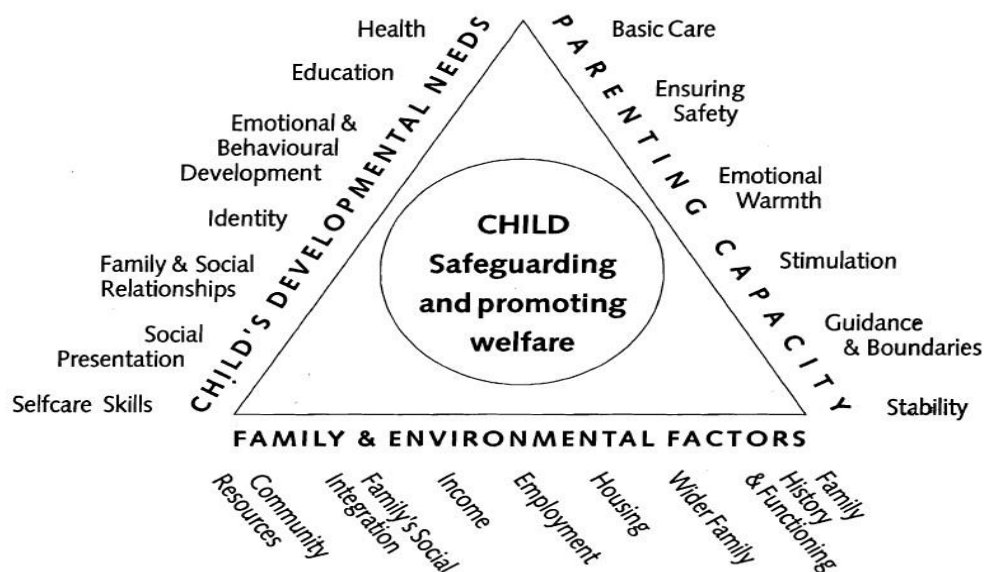 Health
Education
Emotional &
Behavioural
Development
Identity
Family & Social
Relationships
Social
Presentation
Selfcare Skills
CHILD'S DEVELOPMENTAL NEEDS
CHILD
Safeguarding
and promoting
welfare
PARENTING CAPACITY
Basic Care
Ensuring
Safety
Emotional
Warmth
Stimulation
Guidance
& Boundaries
Stability
FAMILY & ENVIRONMENTAL FACTORS
Community
Resources
Family's Social
Integration
Income
Employment
Housing
Wider Family
Family
History
& Functioning